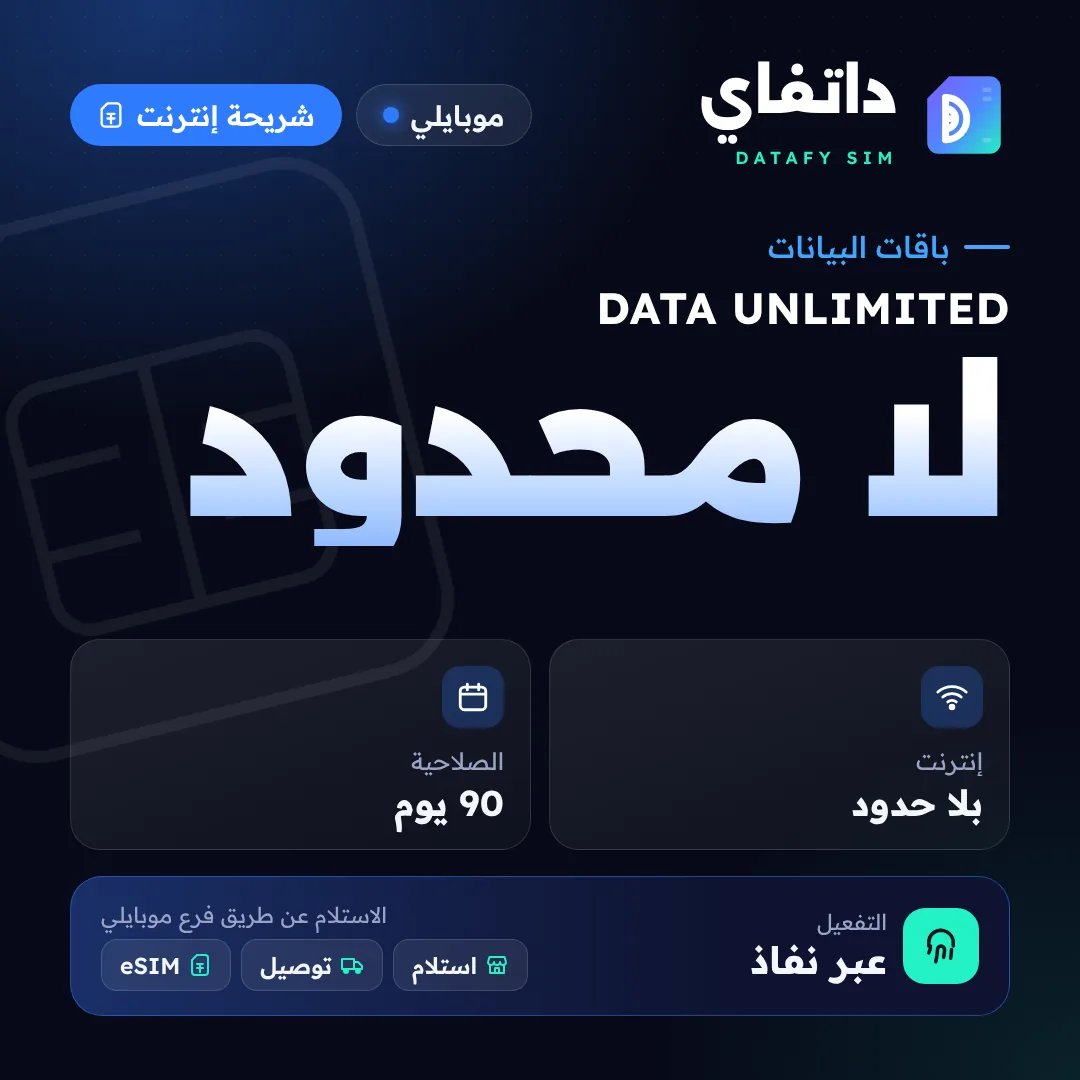 داتفاي
DATAFY SIM
موبايلي
شريحة إنترنت
باقات البيانات
DATA UNLIMITED
لا محدود
إنترنت
بلا حدود
الصلاحية
90 يوم
التفعيل
عبر نفاذ
الاستلام عن طريق فرع موبايلي
استلام
توصيل
eSIM